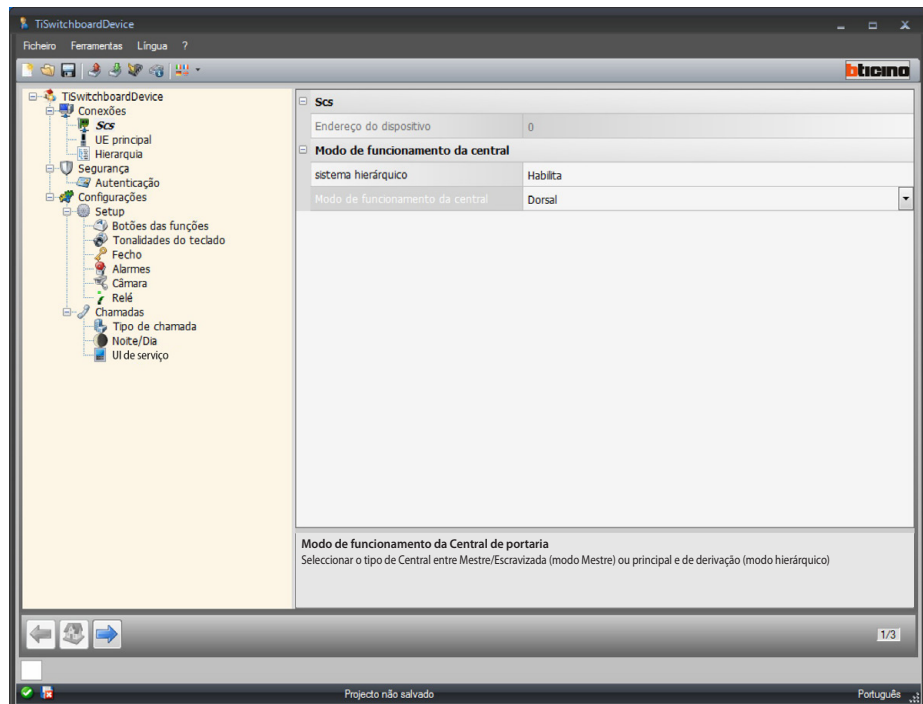 TiSwitchboardDevice
Ficheiro Ferramentas Língua ?
bticino
TiSwitchboardDevice
Conexões
Scs
UE principal
Hierarquia
Segurança
Autenticação
Configurações
Setup
Botões das funções
Tonalidades do teclado
Fecho
Alarmes
Câmara
Relé
Chamadas
Tipo de chamada
Noite/Dia
UI de serviço
Scs
Endereço do dispositivo 0
Modo de funcionamento da central
sistema hierárquico Habilita
Modo de funcionamento da central Dorsal
Modo de funcionamento da Central de portaria
Seleccionar o tipo de Central entre Mestre/Escravizada (modo Mestre) ou principal e de derivação (modo hierárquico)
1/3
Projecto não salvado Português